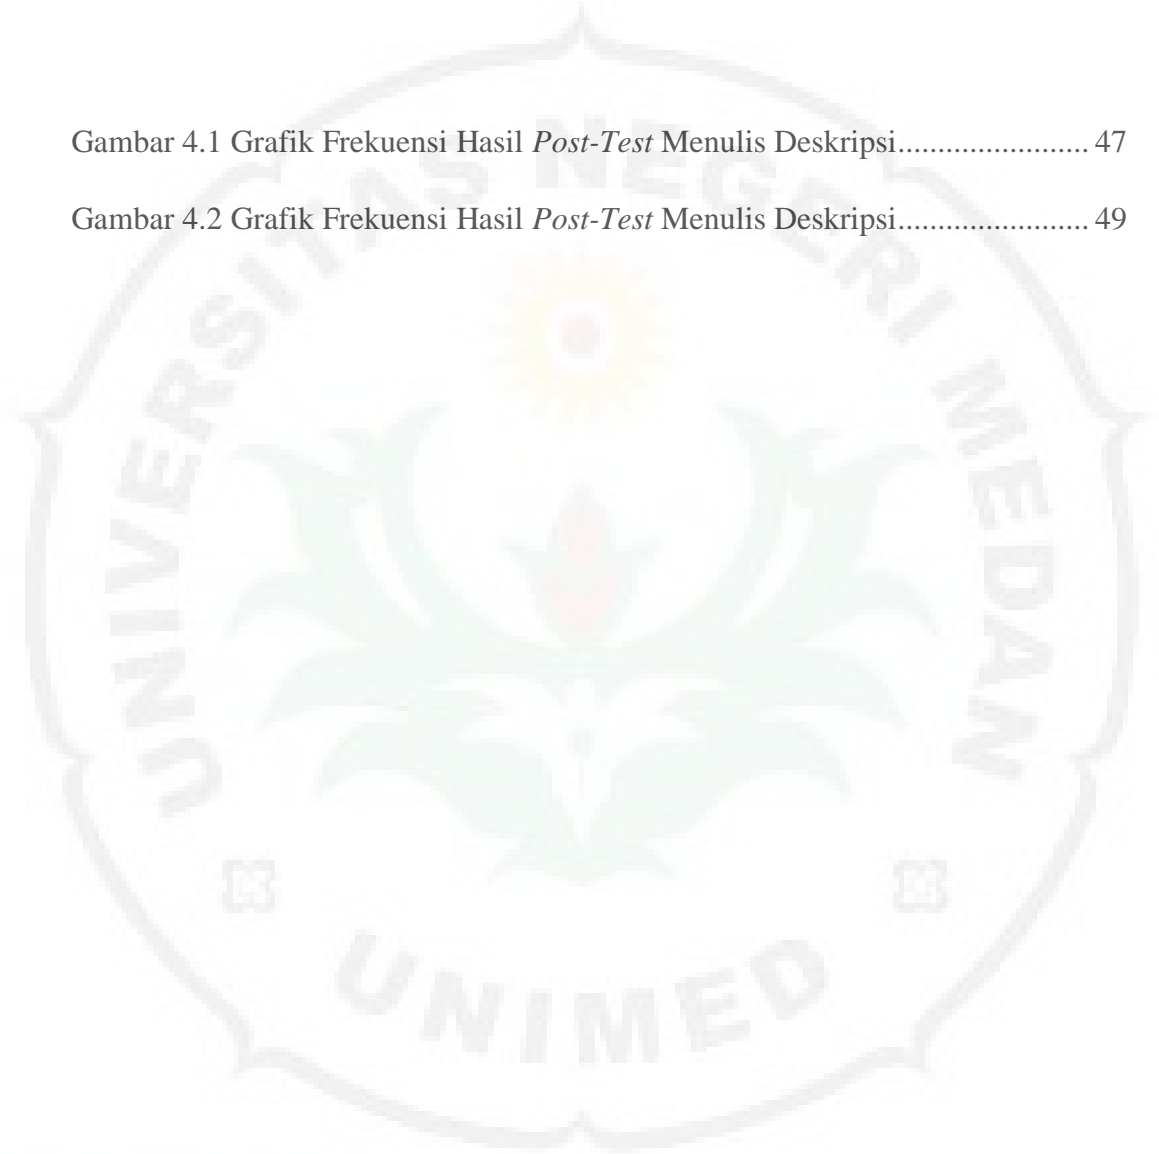 Gambar 4.1 Grafik Frekuensi Hasil Post-Test Menulis Deskripsi........................ 47
Gambar 4.2 Grafik Frekuensi Hasil Post-Test Menulis Deskripsi........................ 49
UNIVERSITAS NEGERI MEDAN
UNIMED